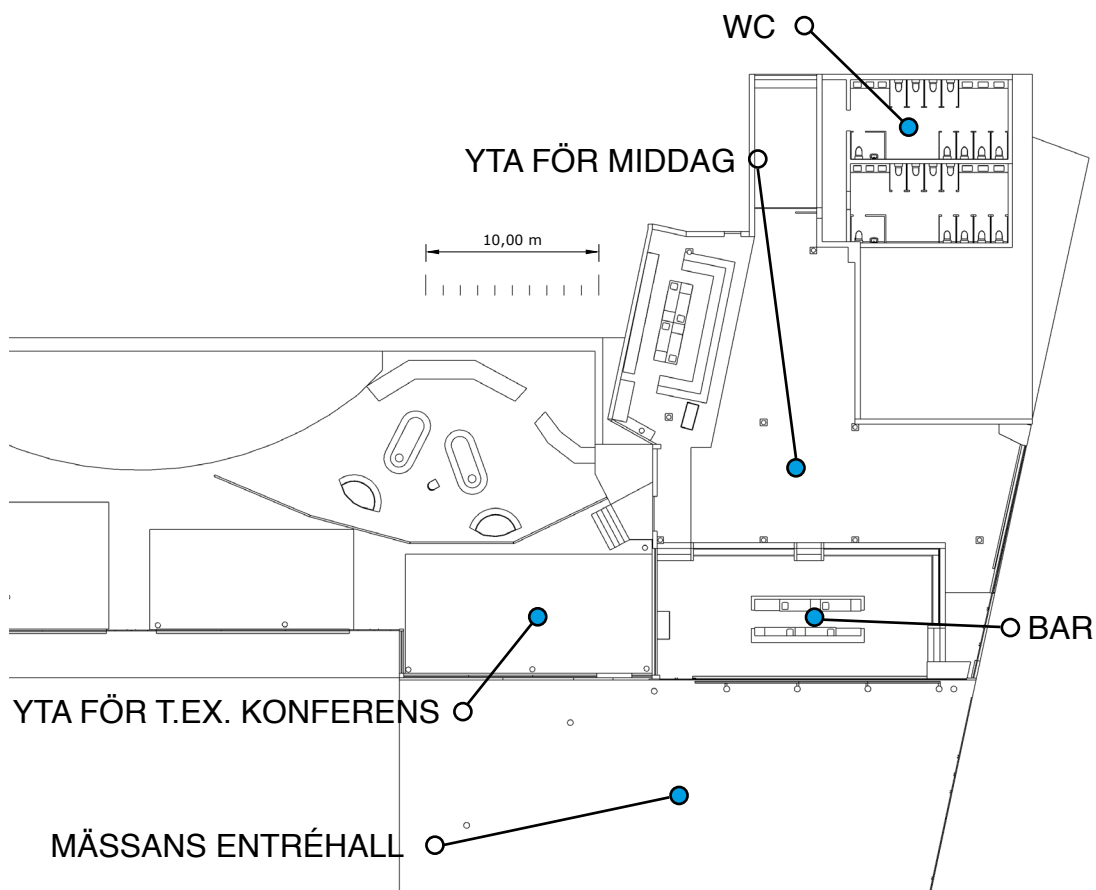 WC
YTA FÖR MIDDAG
10,00 m
BAR
YTA FÖR T.EX. KONFERENS
MÄSSANS ENTRÉHALL